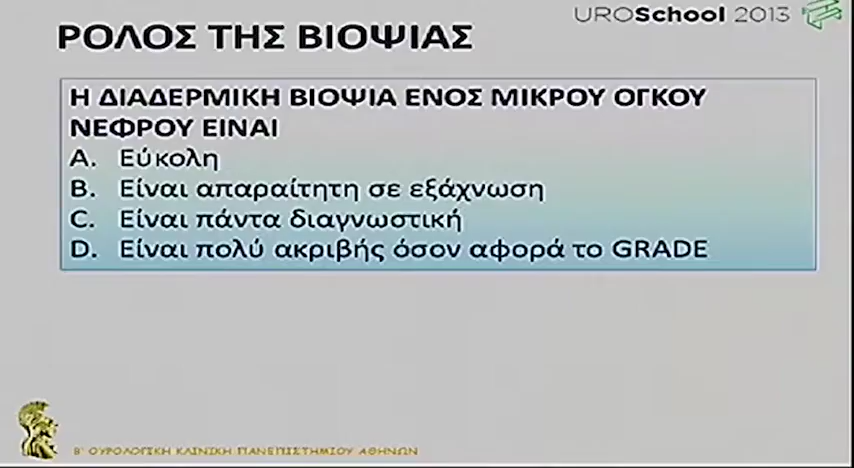 UROSchool 2013
ΡΟΛΟΣ ΤΗΣ ΒΙΟΨΙΑΣ
Η ΔΙΑΔΕΡΜΙΚΗ ΒΙΟΨΙΑ ΕΝΟΣ ΜΙΚΡΟΥ ΟΓΚΟΥ
ΝΕΦΡΟΥ ΕΙΝΑΙ
A. Εύκολη
B. Είναι απαραίτητη σε εξάχνωση
C. Είναι πάντα διαγνωστική
D. Είναι πολύ ακριβής όσον αφορά το GRADE
Β' ΟΥΡΟΛΟΓΙΚΗ ΚΛΙΝΙΚΗ ΠΑΝΕΠΙΣΤΗΜΙΟΥ ΑΘΗΝΩΝ